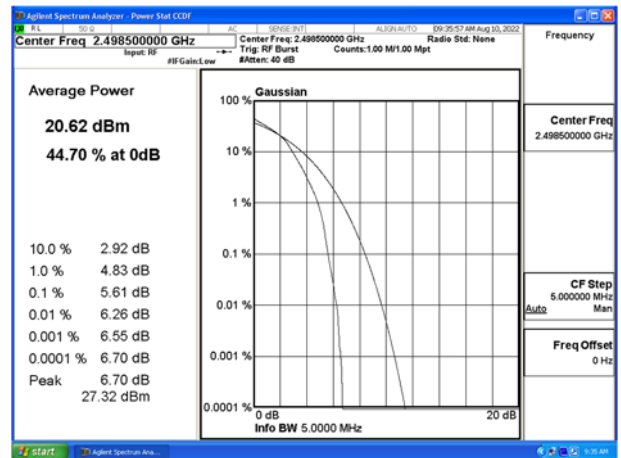 Agilent Spectrum Analyzer - Power Stat CCDF
RL 50 Ω AC SENSE:INT ALIGN AUTO 09:35:57 AM Aug 10, 2022
Center Freq 2.498500000 GHz
Center Freq: 2.498500000 GHz Radio Std: None
Input: RF Trig: RF Burst Counts:1.00 M/1.00 Mpt
#IFGain:Low #Atten: 40 dB
Frequency
Average Power
20.62 dBm
44.70 % at 0dB
10.0 % 2.92 dB
1.0 % 4.83 dB
0.1 % 5.61 dB
0.01 % 6.26 dB
0.001 % 6.55 dB
0.0001 % 6.70 dB
Peak 6.70 dB
27.32 dBm
Gaussian
100 %
10 %
1 %
0.1 %
0.01 %
0.001 %
0.0001 %
0 dB 20 dB
Info BW 5.0000 MHz
Center Freq
2.498500000 GHz
CF Step
5.000000 MHz
Auto Man
Freq Offset
0 Hz
start Agilent Spectrum Ana... 9:35 AM